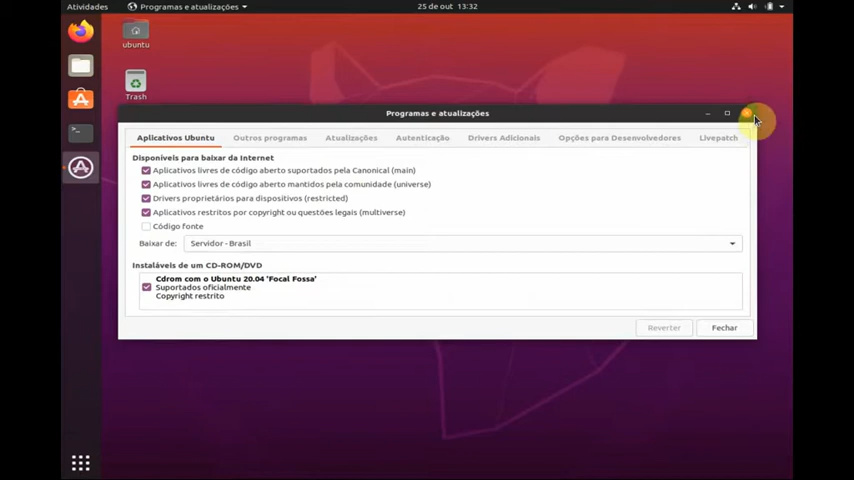 Atividades
Programas e atualizações
25 de out 13:32
ubuntu
Trash
Programas e atualizações
Aplicativos Ubuntu
Outros programas
Atualizações
Autenticação
Drivers Adicionais
Opções para Desenvolvedores
Livepatch
Disponíveis para baixar da Internet
Aplicativos livres de código aberto suportados pela Canonical (main)
Aplicativos livres de código aberto mantidos pela comunidade (universe)
Drivers proprietários para dispositivos (restricted)
Aplicativos restritos por copyright ou questões legais (multiverse)
Código fonte
Baixar de: Servidor - Brasil
Instaláveis de um CD-ROM/DVD
Cdrom com o Ubuntu 20.04 'Focal Fossa'
Suportados oficialmente
Copyright restrito
Reverter
Fechar